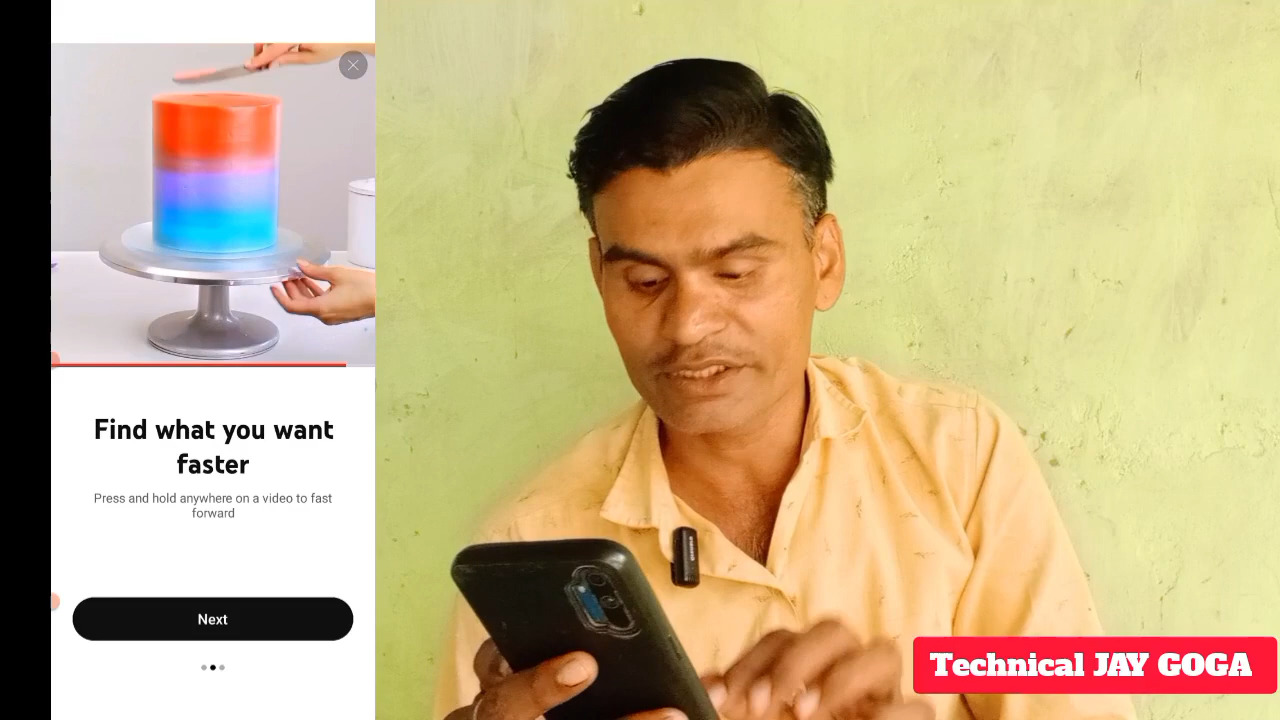 Find what you want
faster
Press and hold anywhere on a video to fast
forward
Next
Technical JAY GOGA